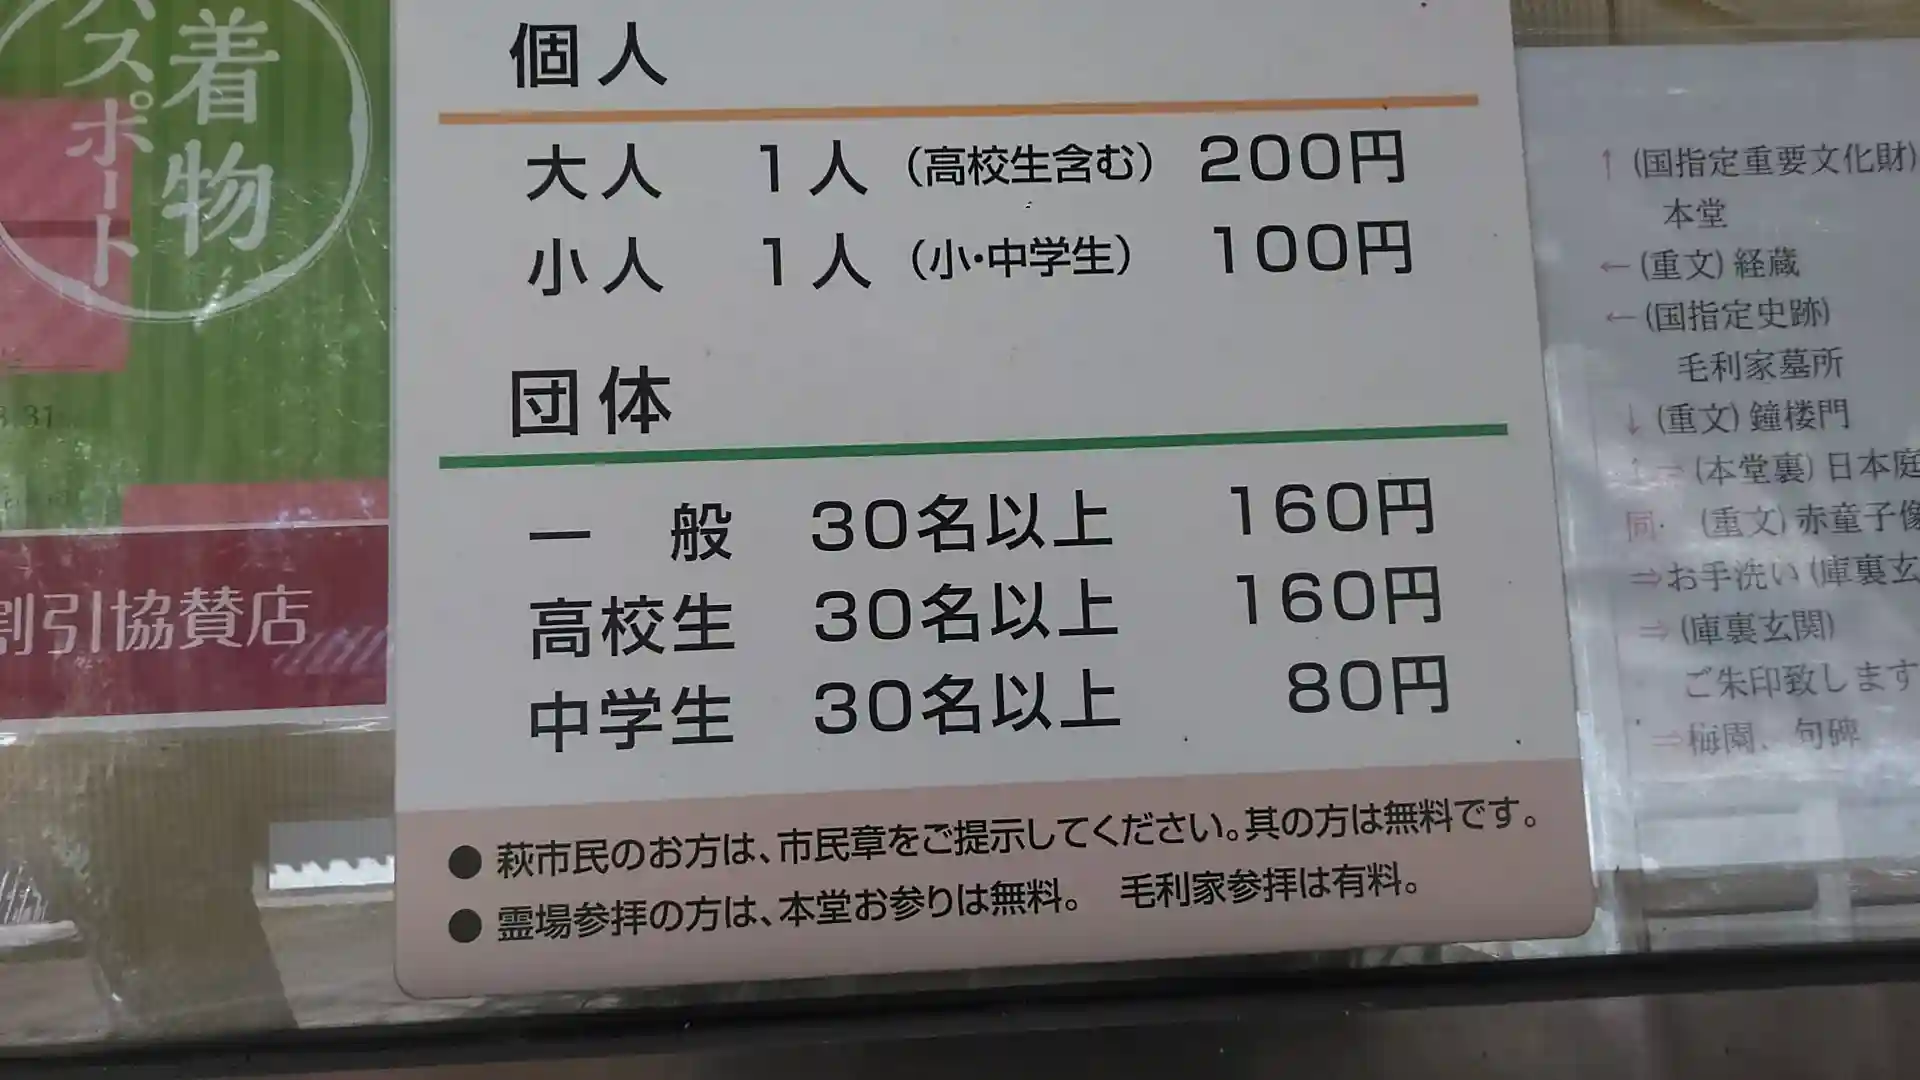 着物
パスポート
3.31
割引協賛店
個人
大人 1人（高校生含む） 200円
小人 1人（小・中学生） 100円
団体
一般 30名以上 160円
高校生 30名以上 160円
中学生 30名以上 80円
●萩市民のお方は、市民章をご提示してください。其の方は無料です。
●霊場参拝の方は、本堂お参りは無料。 毛利家参拝は有料。
↑(国指定重要文化財)
本堂
←(重文)経蔵
←(国指定史跡)
毛利家墓所
↓(重文)鐘楼門
↑⇒(本堂裏)日本庭
同・ (重文)赤童子像
⇒お手洗い(庫裏玄
⇒(庫裏玄関)
ご朱印致します
⇒梅園、句碑